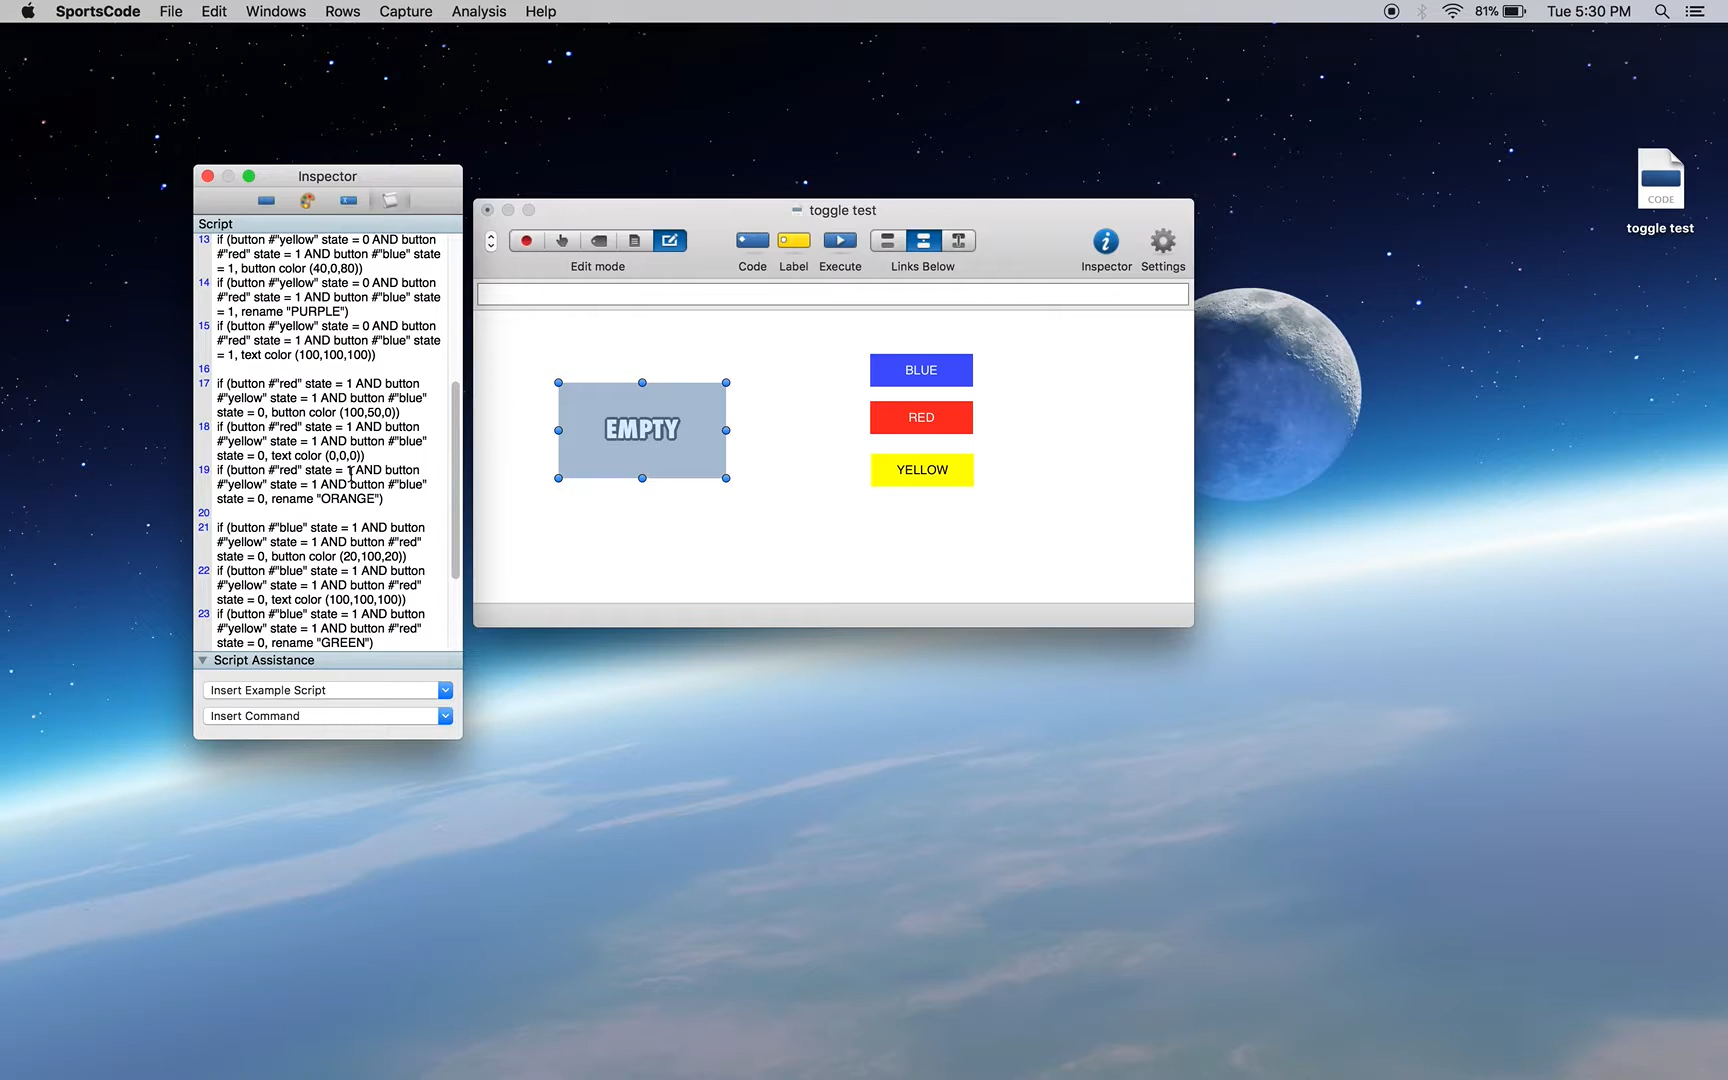 SportsCode File Edit Windows Rows Capture Analysis Help 81% Tue 5:30 PM
Inspector
Script
13 if (button #"yellow" state = 0 AND button
#"red" state = 1 AND button #"blue" state
= 1, button color (40,0,80))
14 if (button #"yellow" state = 0 AND button
#"red" state = 1 AND button #"blue" state
= 1, rename "PURPLE")
15 if (button #"yellow" state = 0 AND button
#"red" state = 1 AND button #"blue" state
= 1, text color (100,100,100))
16
17 if (button #"red" state = 1 AND button
#"yellow" state = 1 AND button #"blue"
state = 0, button color (100,50,0))
18 if (button #"red" state = 1 AND button
#"yellow" state = 1 AND button #"blue"
state = 0, text color (0,0,0))
19 if (button #"red" state = 1 AND button
#"yellow" state = 1 AND button #"blue"
state = 0, rename "ORANGE")
20
21 if (button #"blue" state = 1 AND button
#"yellow" state = 1 AND button #"red"
state = 0, button color (20,100,20))
22 if (button #"blue" state = 1 AND button
#"yellow" state = 1 AND button #"red"
state = 0, text color (100,100,100))
23 if (button #"blue" state = 1 AND button
#"yellow" state = 1 AND button #"red"
state = 0, rename "GREEN")
Script Assistance
Insert Example Script
Insert Command
toggle test
Edit mode Code Label Execute Links Below Inspector Settings
EMPTY
BLUE
RED
YELLOW
CODE
toggle test